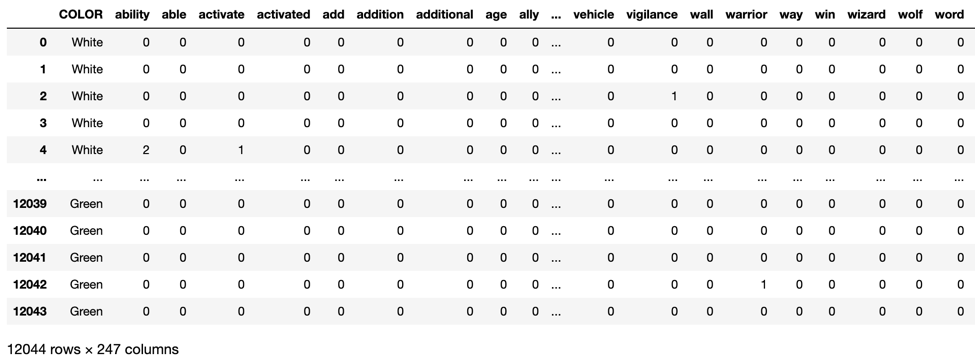 COLOR ability able activate activated add addition additional age ally ... vehicle vigilance wall warrior way win wizard wolf word
0 White 0 0 0 0 0 0 0 0 0 ... 0 0 0 0 0 0 0 0 0
1 White 0 0 0 0 0 0 0 0 0 ... 0 0 0 0 0 0 0 0 0
2 White 0 0 0 0 0 0 0 0 0 ... 0 1 0 0 0 0 0 0 0
3 White 0 0 0 0 0 0 0 0 0 ... 0 0 0 0 0 0 0 0 0
4 White 2 0 1 0 0 0 0 0 0 ... 0 0 0 0 0 0 0 0 0
... ... ... ... ... ... ... ... ... ... ... ... ... ... ... ... ... ... ... ... ...
12039 Green 0 0 0 0 0 0 0 0 0 ... 0 0 0 0 0 0 0 0 0
12040 Green 0 0 0 0 0 0 0 0 0 ... 0 0 0 0 0 0 0 0 0
12041 Green 0 0 0 0 0 0 0 0 0 ... 0 0 0 0 0 0 0 0 0
12042 Green 0 0 0 0 0 0 0 0 0 ... 0 0 0 1 0 0 0 0 0
12043 Green 0 0 0 0 0 0 0 0 0 ... 0 0 0 0 0 0 0 0 0
12044 rows × 247 columns